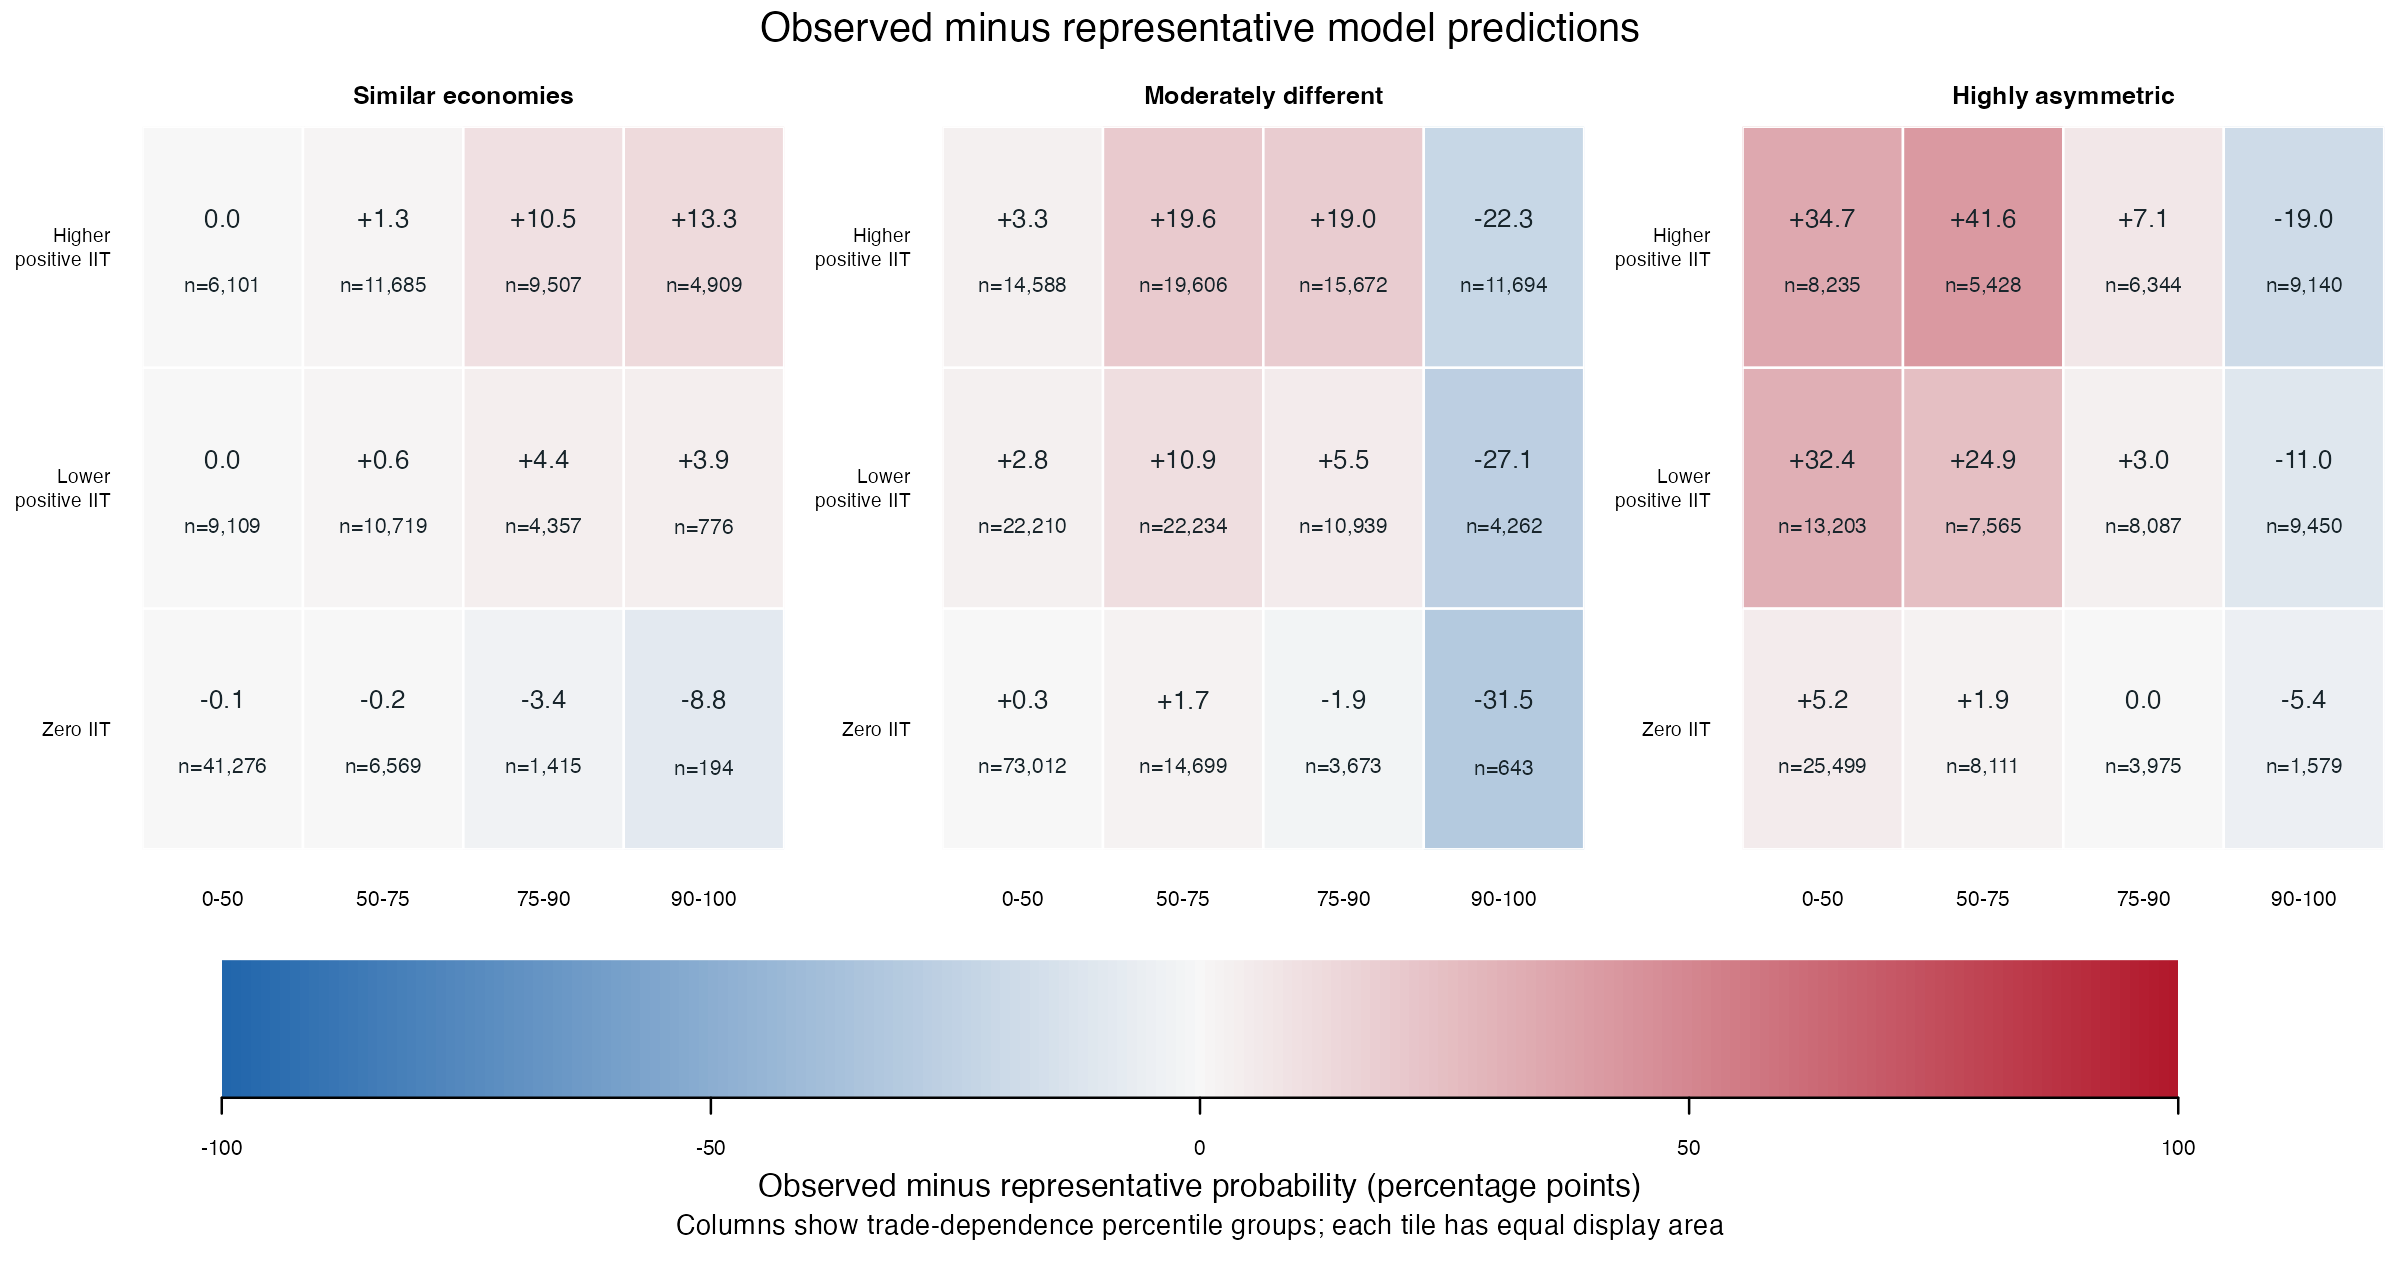 Observed minus representative model predictions
Similar economies
Moderately different
Highly asymmetric
Higher
positive IIT
0.0
+1.3
+10.5
+13.3
n=6,101
n=11,685
n=9,507
n=4,909
Lower
positive IIT
0.0
+0.6
+4.4
+3.9
n=9,109
n=10,719
n=4,357
n=776
Zero IIT
-0.1
-0.2
-3.4
-8.8
n=41,276
n=6,569
n=1,415
n=194
0-50
50-75
75-90
90-100
Higher
positive IIT
+3.3
+19.6
+19.0
-22.3
n=14,588
n=19,606
n=15,672
n=11,694
Lower
positive IIT
+2.8
+10.9
+5.5
-27.1
n=22,210
n=22,234
n=10,939
n=4,262
Zero IIT
+0.3
+1.7
-1.9
-31.5
n=73,012
n=14,699
n=3,673
n=643
0-50
50-75
75-90
90-100
Higher
positive IIT
+34.7
+41.6
+7.1
-19.0
n=8,235
n=5,428
n=6,344
n=9,140
Lower
positive IIT
+32.4
+24.9
+3.0
-11.0
n=13,203
n=7,565
n=8,087
n=9,450
Zero IIT
+5.2
+1.9
0.0
-5.4
n=25,499
n=8,111
n=3,975
n=1,579
0-50
50-75
75-90
90-100
-100
-50
0
50
100
Observed minus representative probability (percentage points)
Columns show trade-dependence percentile groups; each tile has equal display area